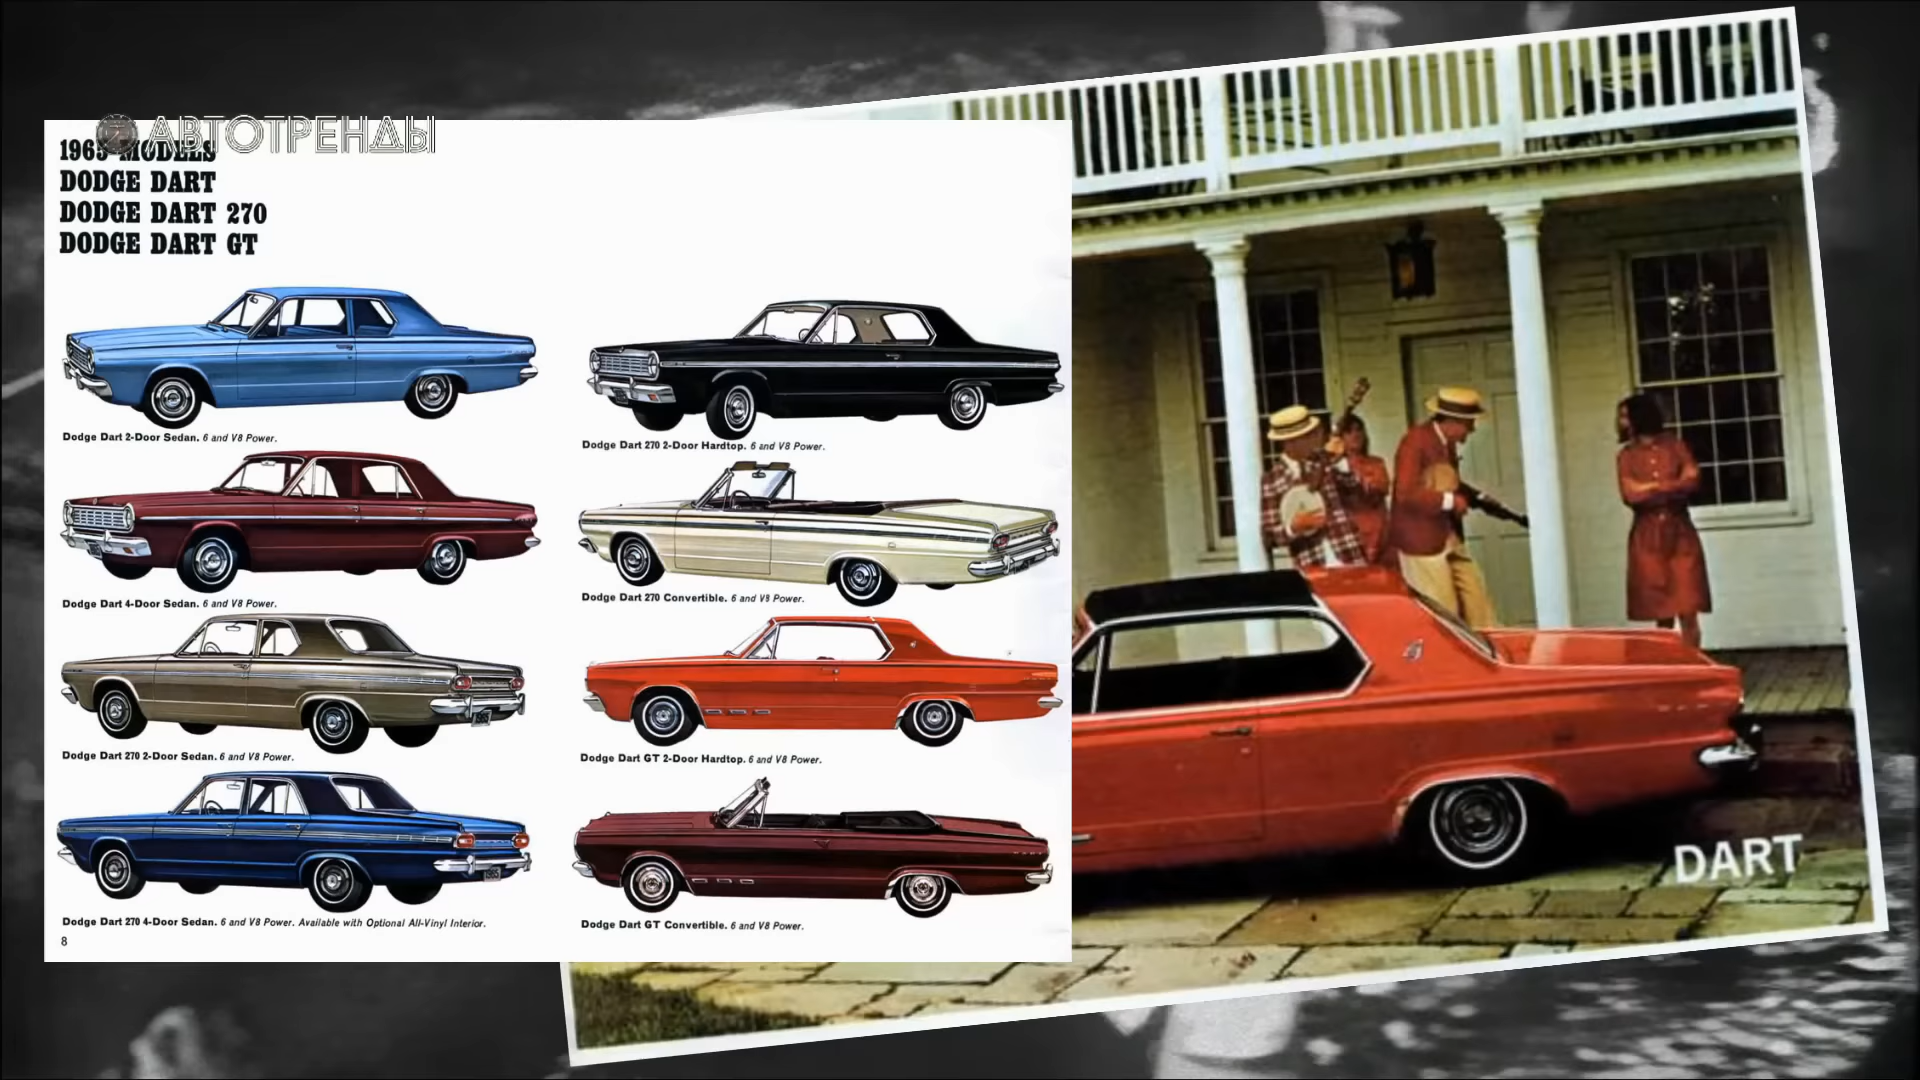 АВТОТРЕНДЫ
1965 MODELS
DODGE DART
DODGE DART 270
DODGE DART GT
Dodge Dart 2-Door Sedan. 6 and V8 Power.
Dodge Dart 4-Door Sedan. 6 and V8 Power.
Dodge Dart 270 2-Door Sedan. 6 and V8 Power.
Dodge Dart 270 4-Door Sedan. 6 and V8 Power. Available with Optional All-Vinyl Interior.
8
Dodge Dart 270 2-Door Hardtop. 6 and V8 Power.
Dodge Dart 270 Convertible. 6 and V8 Power.
Dodge Dart GT 2-Door Hardtop. 6 and V8 Power.
Dodge Dart GT Convertible. 6 and V8 Power.
1965
1965
DART